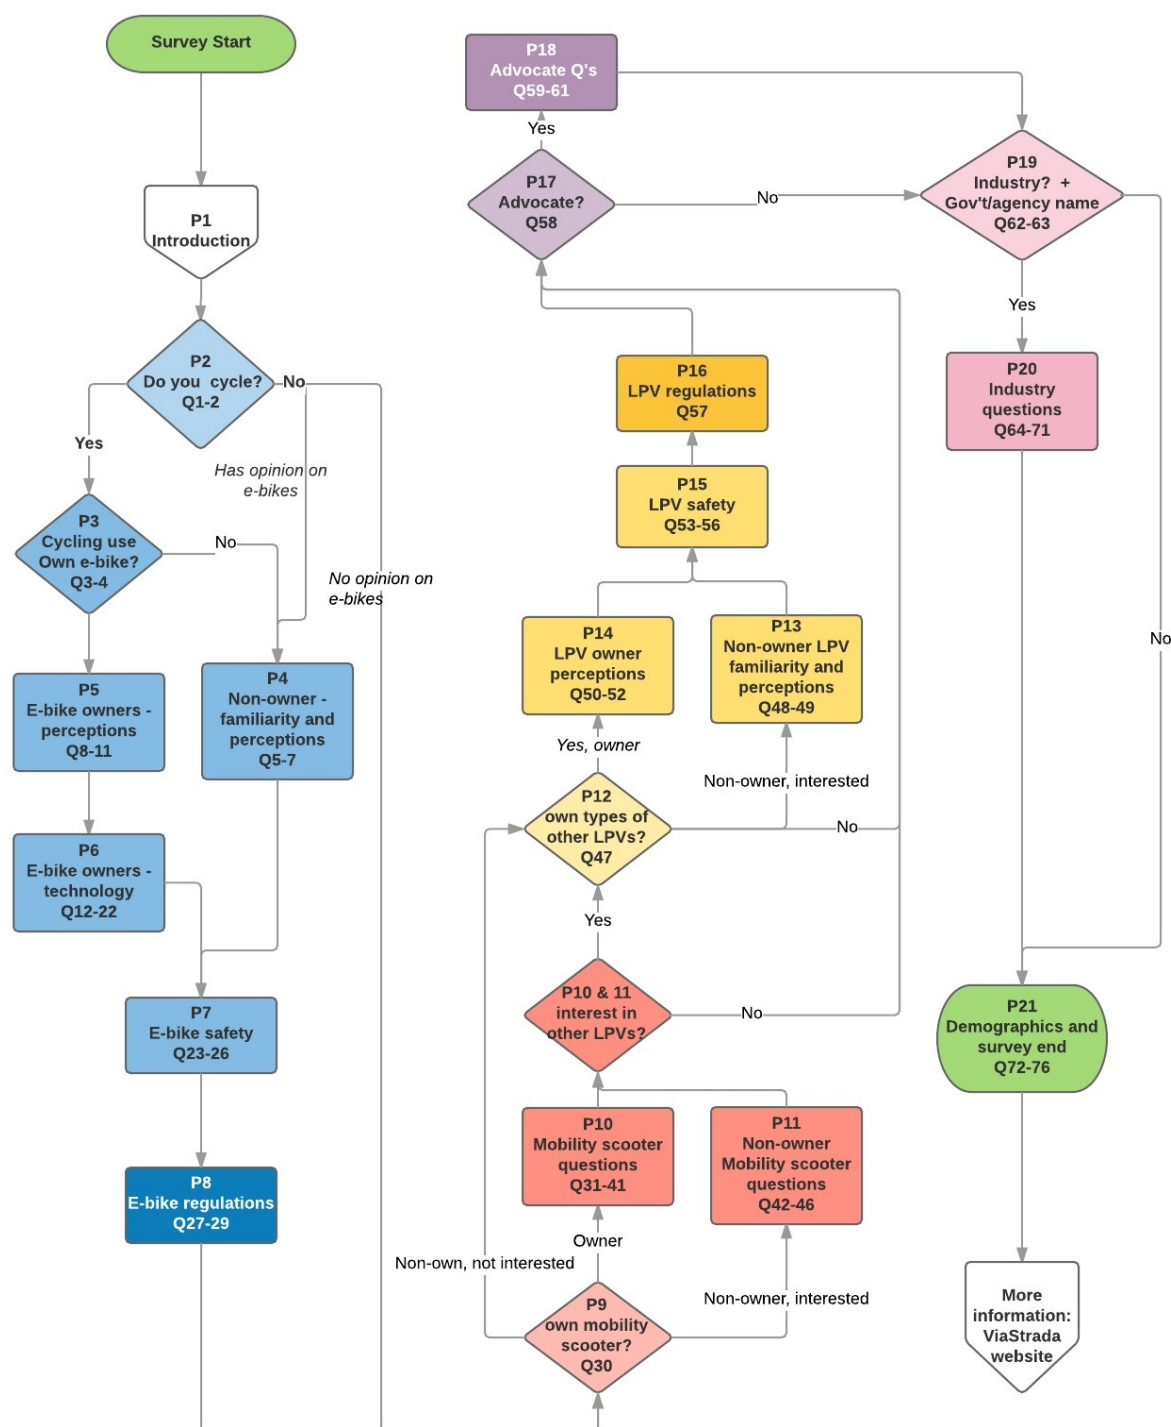 Survey Start
P1
Introduction
P2
Do you cycle?
Q1-2
No
Yes
Has opinion on
e-bikes
P3
Cycling use
Own e-bike?
Q3-4
No
No opinion on
e-bikes
P5
E-bike owners -
perceptions
Q8-11
P4
Non-owner -
familiarity and
perceptions
Q5-7
P6
E-bike owners -
technology
Q12-22
P7
E-bike safety
Q23-26
P8
E-bike regulations
Q27-29
P18
Advocate Q's
Q59-61
Yes
P17
Advocate?
Q58
No
P16
LPV regulations
Q57
P15
LPV safety
Q53-56
P14
LPV owner
perceptions
Q50-52
P13
Non-owner LPV
familiarity and
perceptions
Q48-49
Yes, owner
Non-owner, interested
P12
own types of
other LPVs?
Q47
No
Yes
P10 & 11
interest in
other LPVs?
No
P10
Mobility scooter
questions
Q31-41
P11
Non-owner
Mobility scooter
questions
Q42-46
Owner
Non-own, not interested
Non-owner, interested
P9
own mobility
scooter?
Q30
P19
Industry? +
Gov't/agency name
Q62-63
Yes
P20
Industry
questions
Q64-71
No
P21
Demographics and
survey end
Q72-76
More
information:
ViaStrada
website